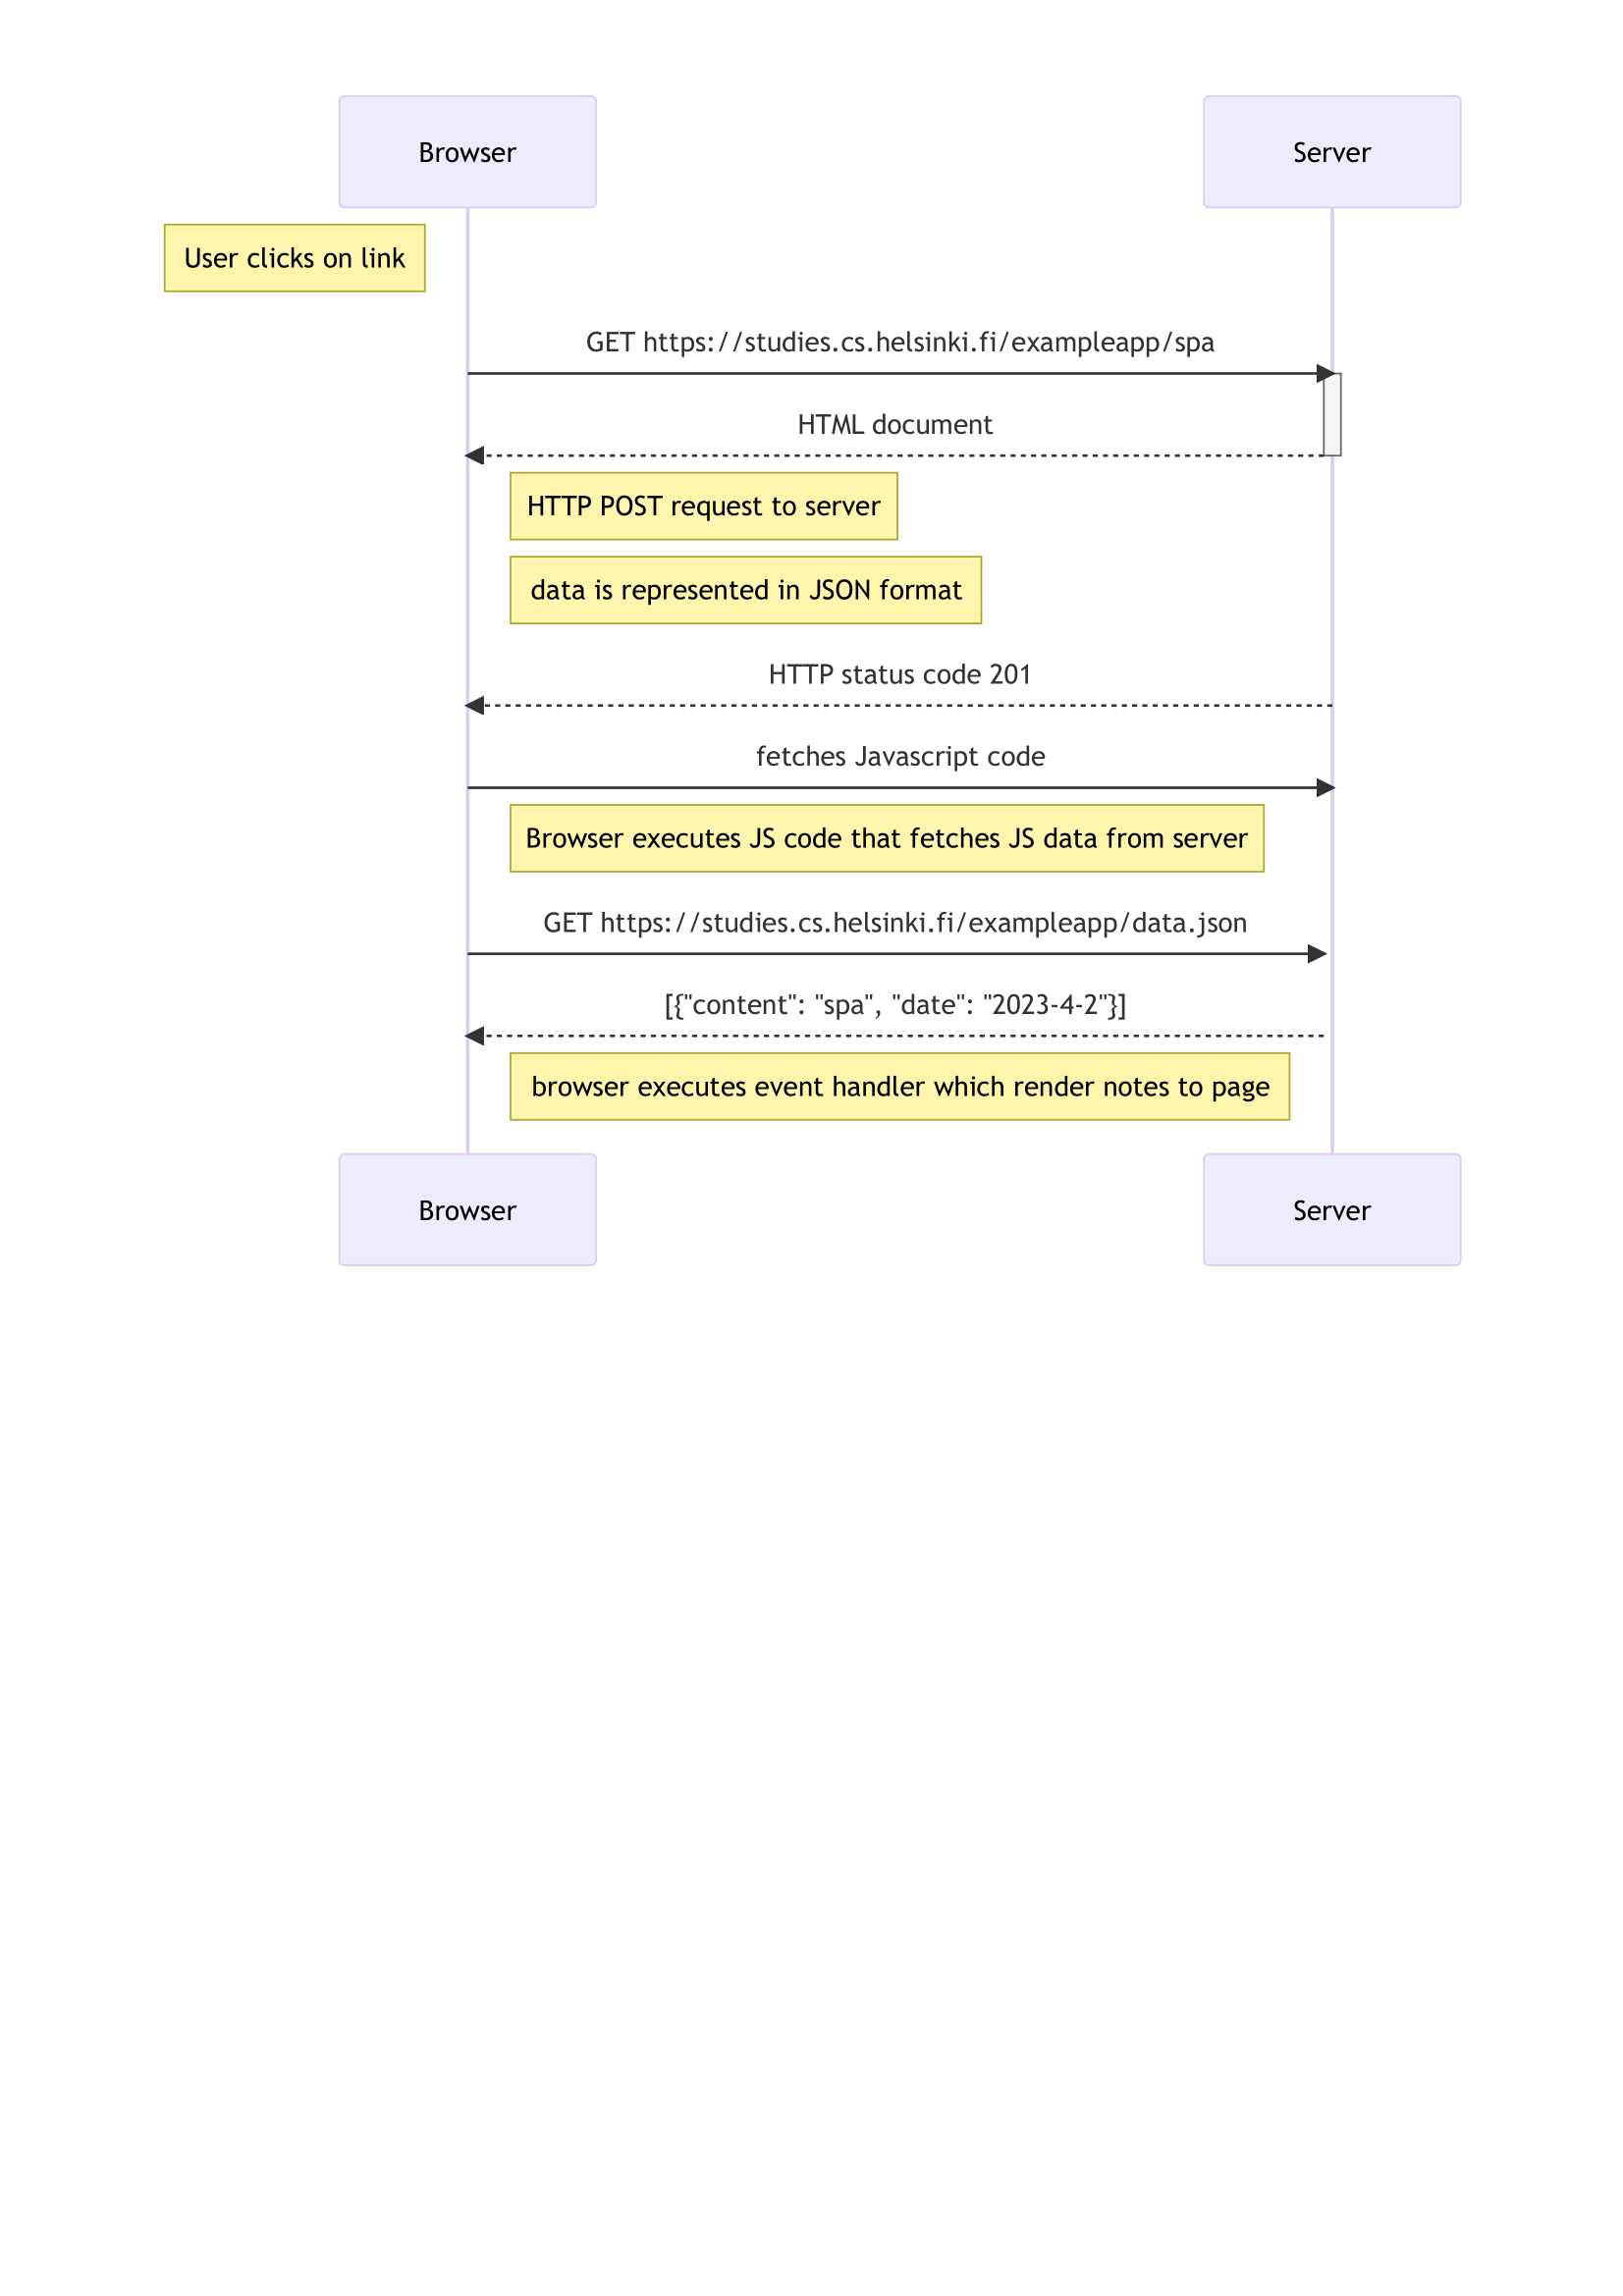 Browser
Server
User clicks on link
GET https://studies.cs.helsinki.fi/exampleapp/spa
HTML document
HTTP POST request to server
data is represented in JSON format
HTTP status code 201
fetches Javascript code
Browser executes JS code that fetches JS data from server
GET https://studies.cs.helsinki.fi/exampleapp/data.json
[{"content": "spa", "date": "2023-4-2"}]
browser executes event handler which render notes to page
Browser
Server